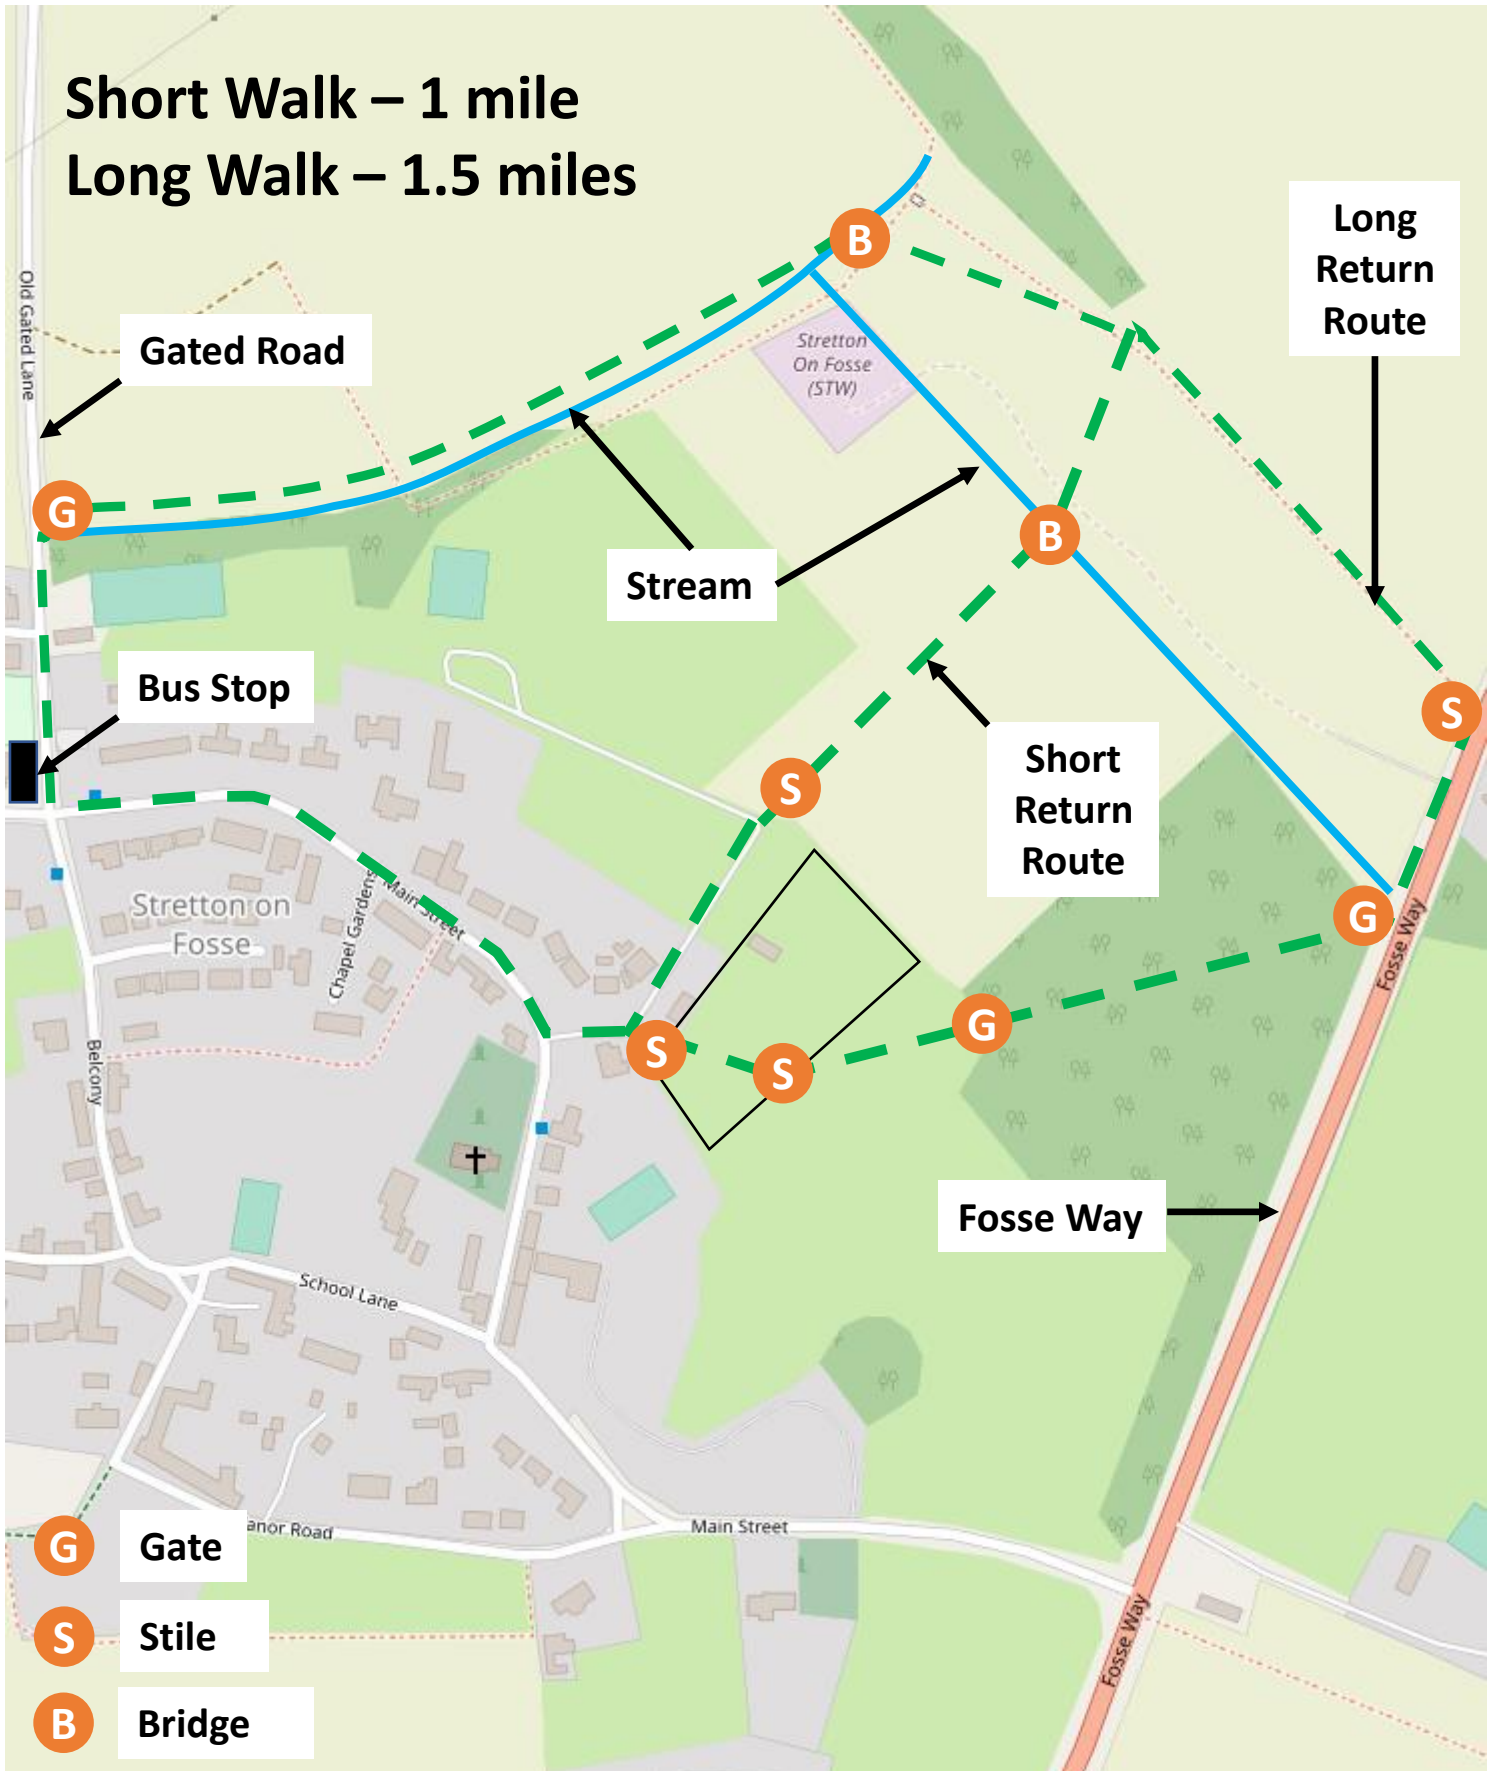 Short Walk – 1 mile
Long Walk – 1.5 miles
Long
Return
Route
Old Gated Lane
Gated Road
B
Stretton
On Fosse
(STW)
G
B
Stream
Bus Stop
S
S
Short
Return
Route
Main Street
Chapel Gardens
Stretton on
Fosse
G
Fosse Way
G
S
S
Belcony
Fosse Way
School Lane
Main Street
anor Road
G
Gate
S
Stile
Fosse Way
B
Bridge